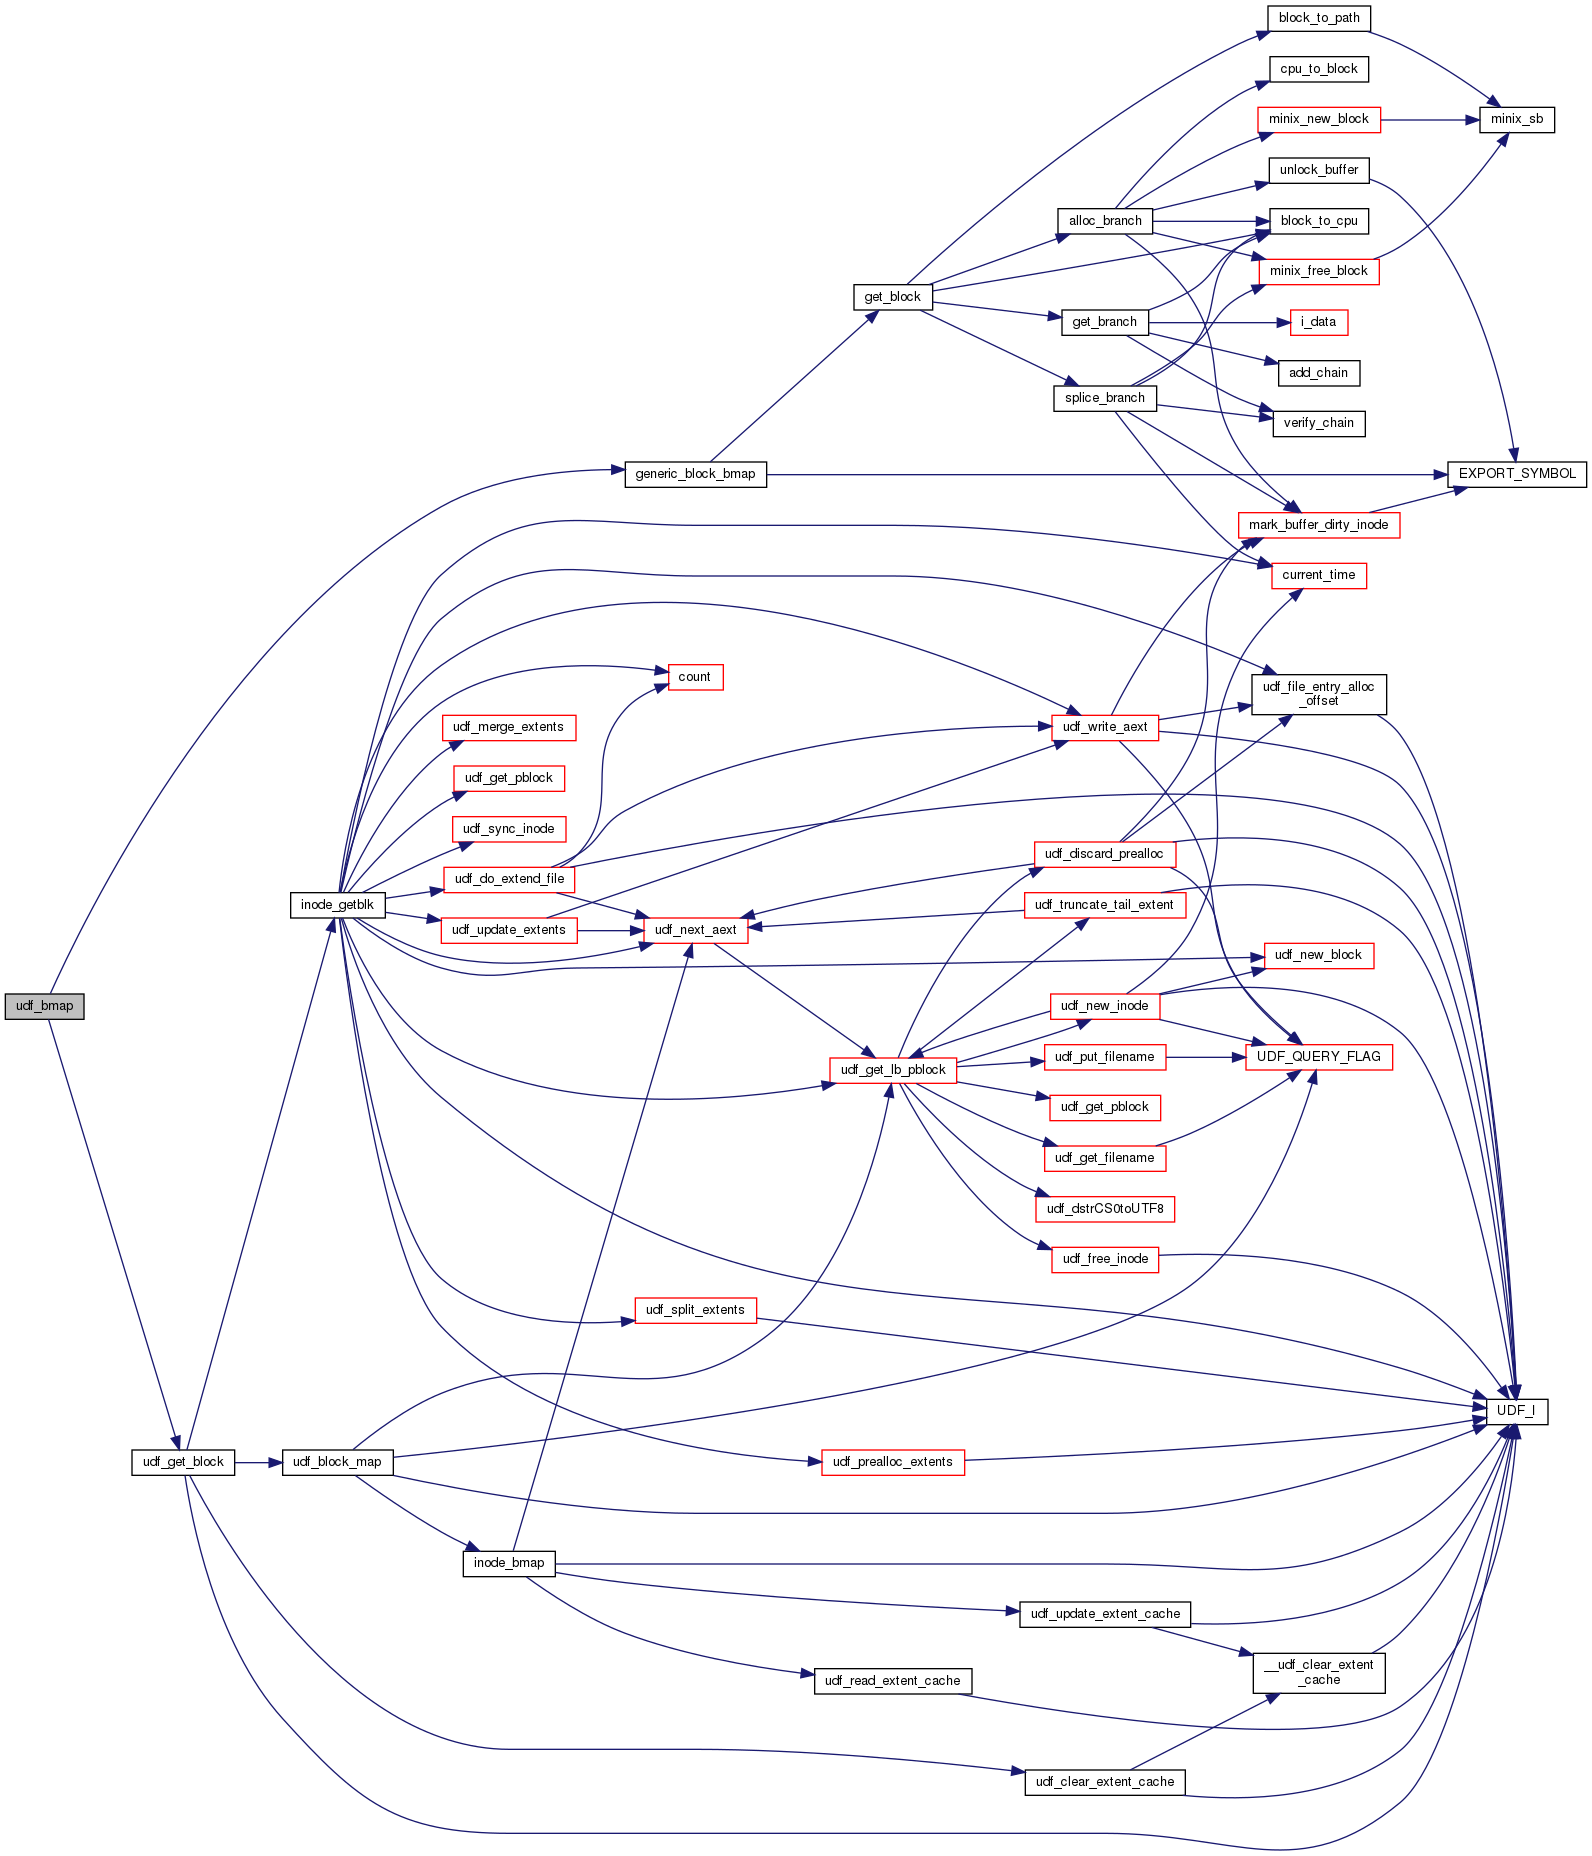 block_to_path
cpu_to_block
minix_new_block
minix_sb
unlock_buffer
alloc_branch
block_to_cpu
minix_free_block
get_block
get_branch
i_data
add_chain
splice_branch
verify_chain
generic_block_bmap
EXPORT_SYMBOL
mark_buffer_dirty_inode
current_time
count
udf_file_entry_alloc
_offset
udf_merge_extents
udf_write_aext
udf_get_pblock
udf_sync_inode
udf_discard_prealloc
udf_do_extend_file
inode_getblk
udf_truncate_tail_extent
udf_update_extents
udf_next_aext
udf_new_block
udf_bmap
udf_new_inode
udf_put_filename
UDF_QUERY_FLAG
udf_get_lb_pblock
udf_get_pblock
udf_get_filename
udf_dstrCS0toUTF8
udf_free_inode
udf_split_extents
UDF_I
udf_get_block
udf_block_map
udf_prealloc_extents
inode_bmap
udf_update_extent_cache
__udf_clear_extent
_cache
udf_read_extent_cache
udf_clear_extent_cache